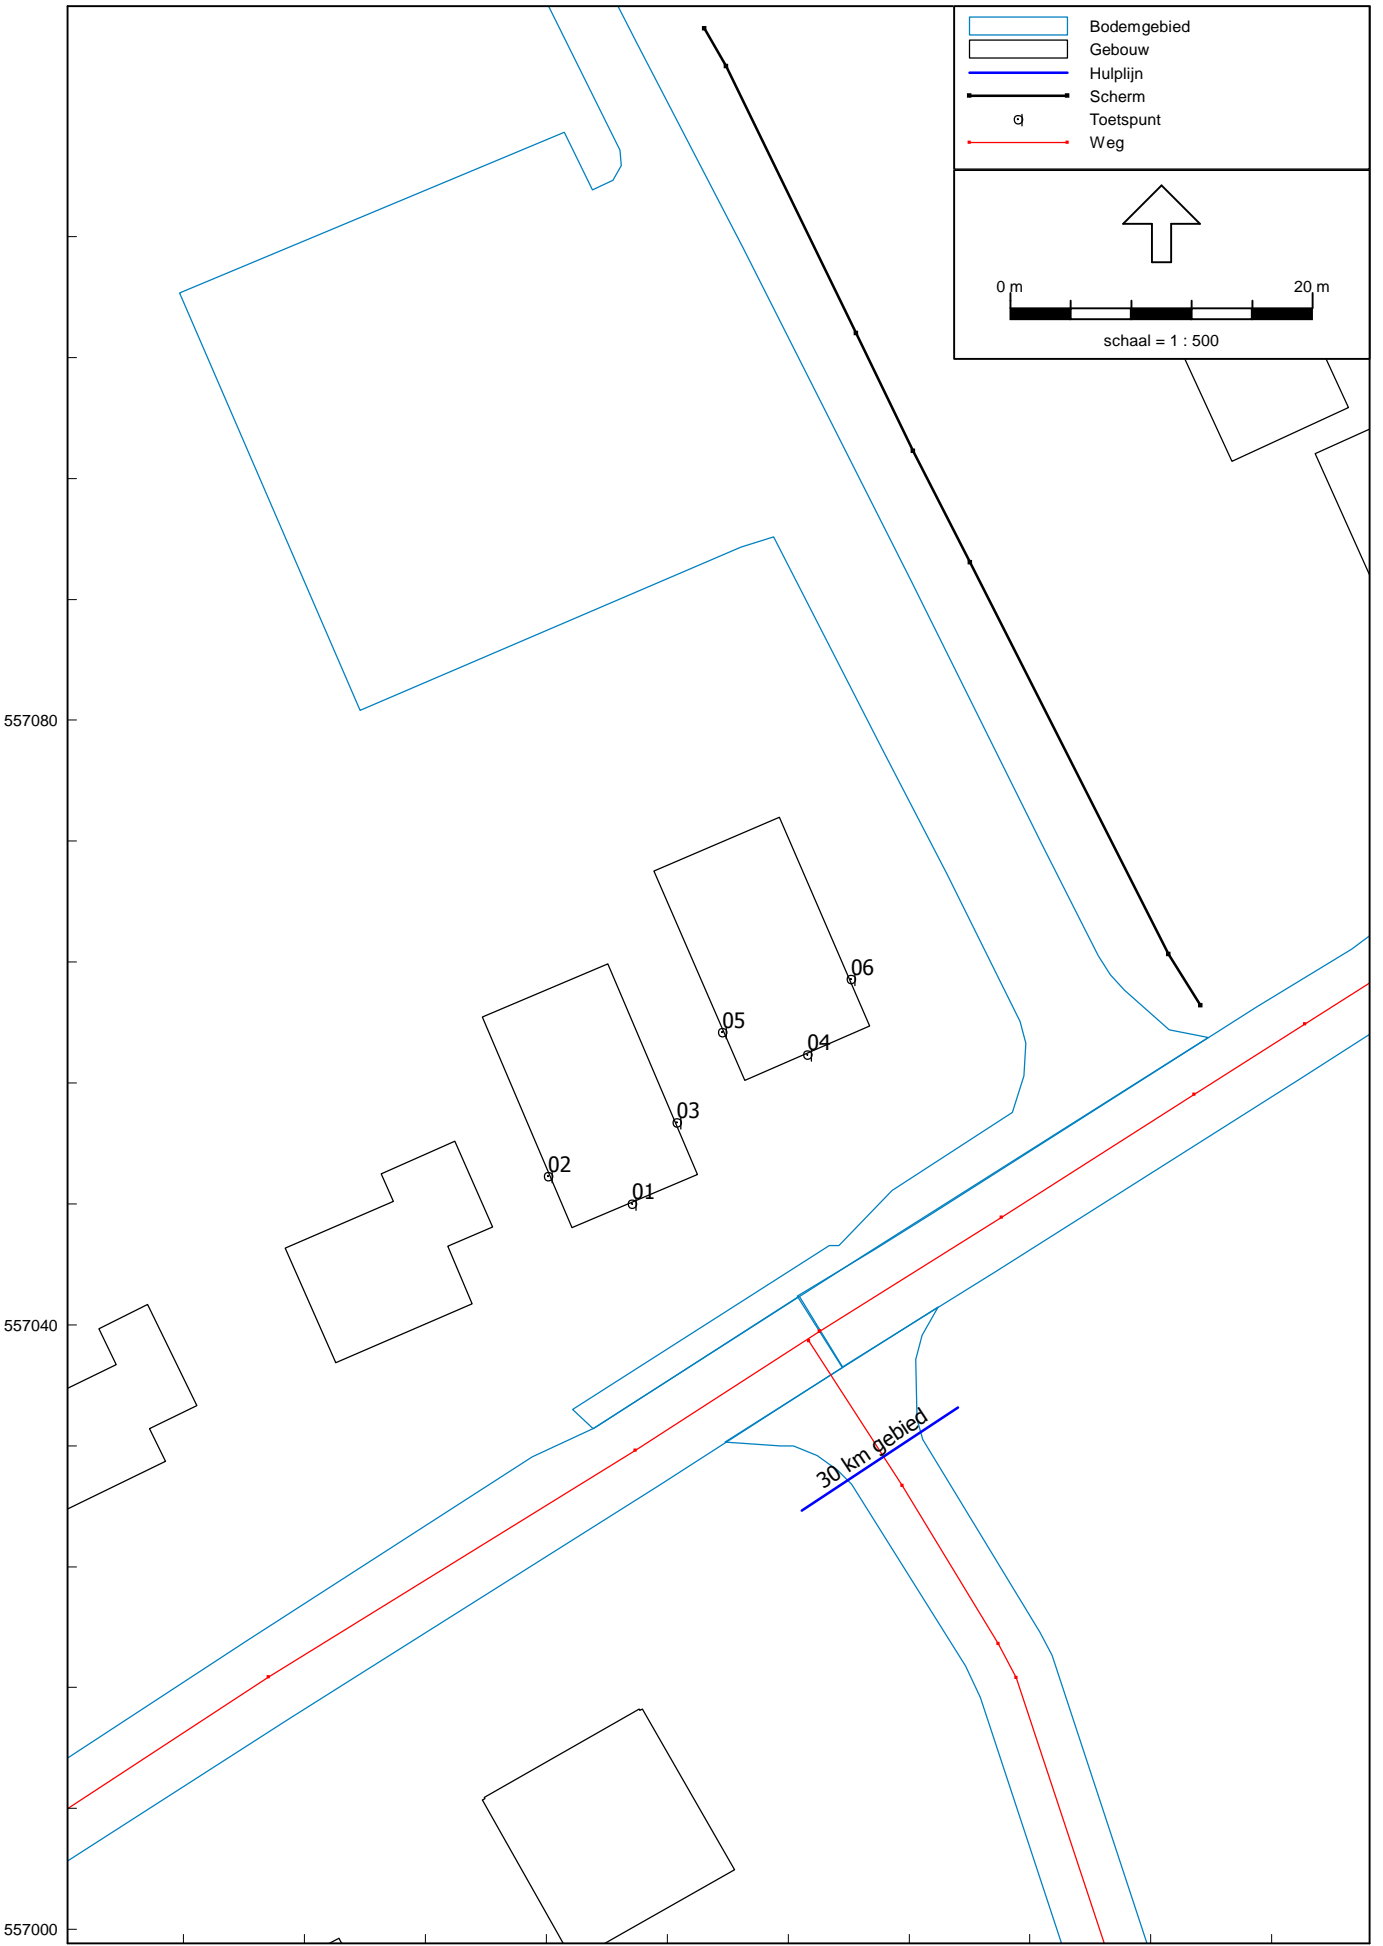 Bodemgebied
Gebouw
Hulplijn
Scherm
Toetspunt
Weg
0 m 20 m
schaal = 1 : 500
557080
06
05
04
03
02
01
557040
30 km gebied
557000